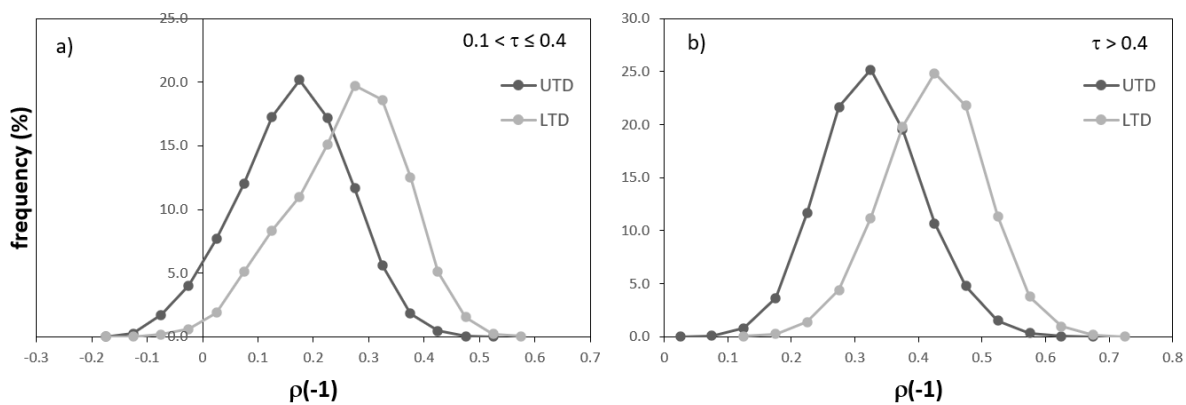 a)
0.1 < τ ≤ 0.4
UTD
LTD
frequency (%)
25.0
20.0
15.0
10.0
5.0
0.0
-0.3 -0.2 -0.1 0 0.1 0.2 0.3 0.4 0.5 0.6 0.7
ρ(-1)
b)
τ > 0.4
UTD
LTD
30.0
25.0
20.0
15.0
10.0
5.0
0.0
0 0.1 0.2 0.3 0.4 0.5 0.6 0.7 0.8
ρ(-1)